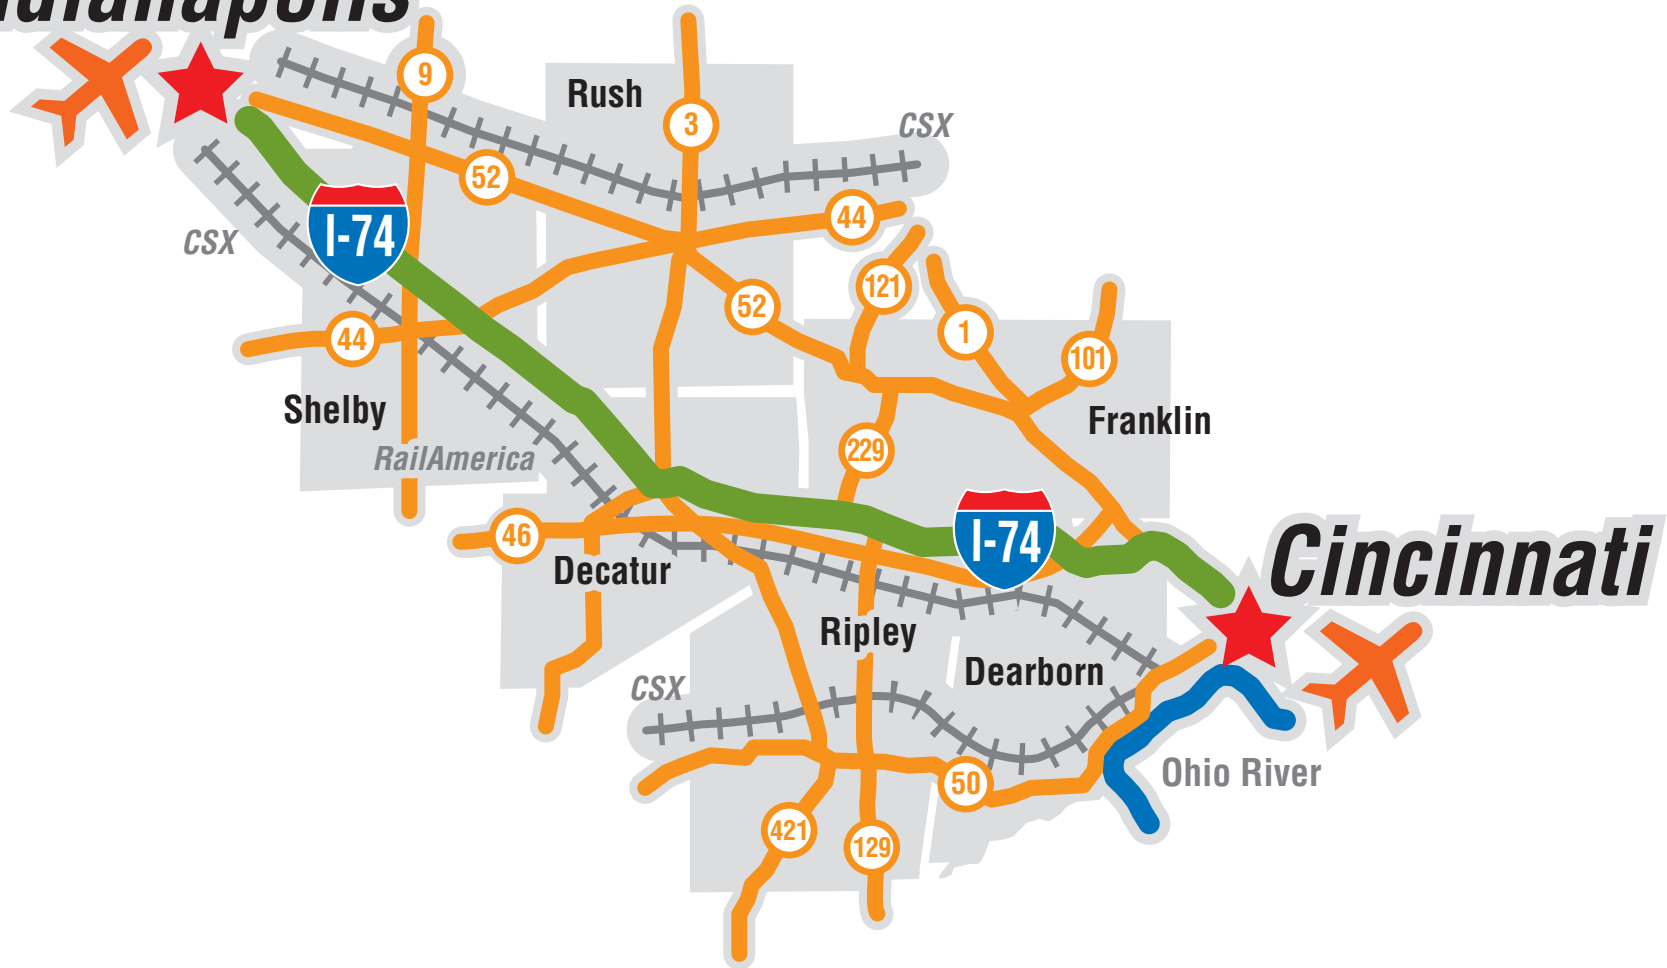 9
Rush
3
CSX
52
44
I-74
CSX
121
52
1
44
101
Shelby
Franklin
229
RailAmerica
46
I-74
Cincinnati
Decatur
Ripley
Dearborn
CSX
Ohio River
50
421
129